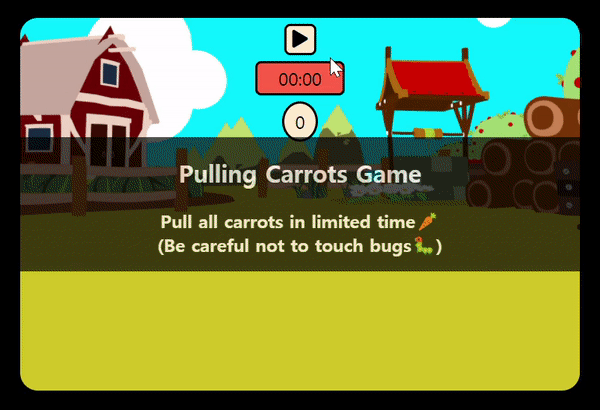 00:00
0
Pulling Carrots Game
Pull all carrots in limited time🥕
(Be careful not to touch bugs🐛)